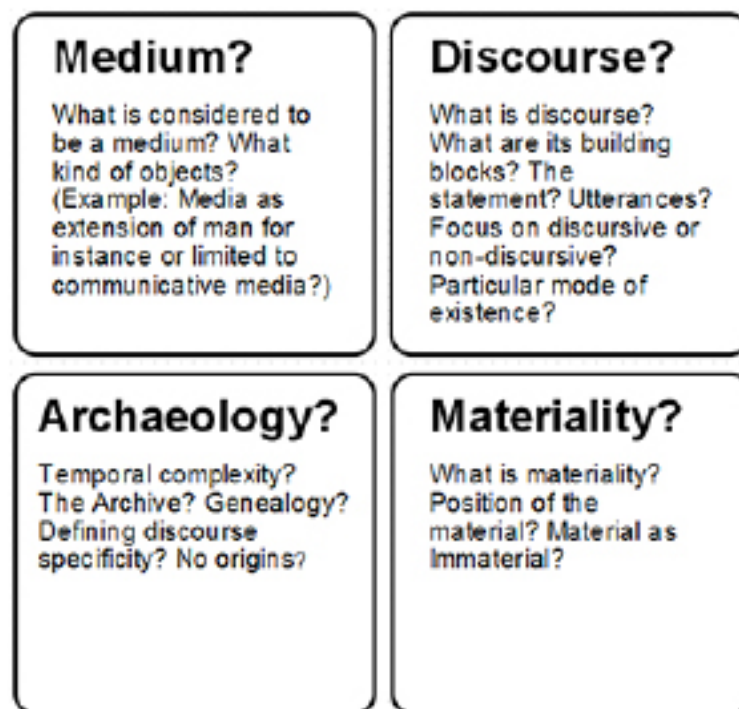 Medium?
What is considered to
be a medium? What
kind of objects?
(Example: Media as
extension of man for
instance or limited to
communicative media?)
Discourse?
What is discourse?
What are its building
blocks? The
statement? Utterances?
Focus on discursive or
non-discursive?
Particular mode of
existence?
Archaeology?
Temporal complexity?
The Archive? Genealogy?
Defining discourse
specificity? No origins?
Materiality?
What is materiality?
Position of the
material? Material as
Immaterial?